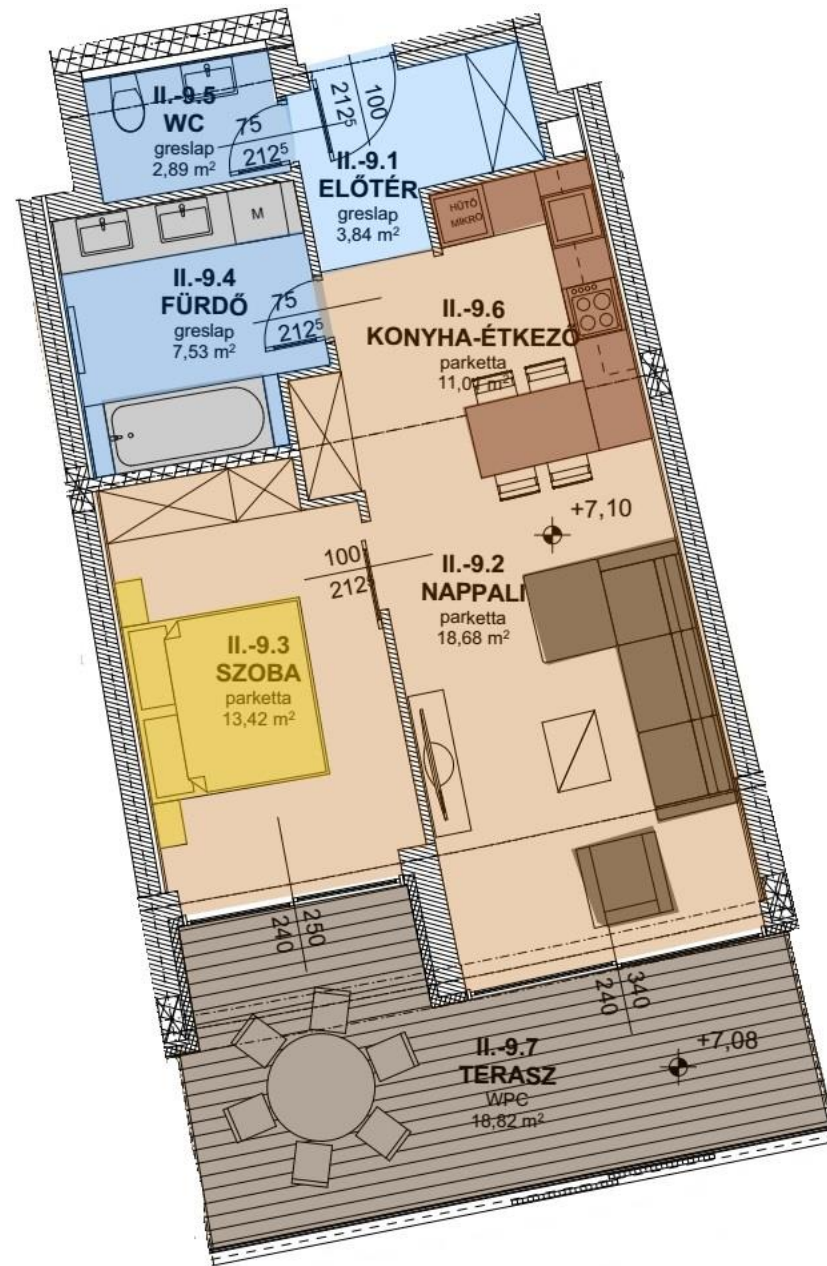 II.-9.5
WC
greslap
2,89 m²
75
212⁵
100
212⁵
II.-9.1
ELŐTÉR
greslap
3,84 m²
HŰTŐ
MIKRÓ
M
II.-9.4
FÜRDŐ
greslap
7,53 m²
75
212⁵
II.-9.6
KONYHA-ÉTKEZŐ
parketta
+7,10
100
212⁵
II.-9.2
NAPPALI
parketta
18,68 m²
II.-9.3
SZOBA
parketta
13,42 m²
250
240
340
240
II.-9.7
TERASZ
WPC
18,82 m²
+7,08